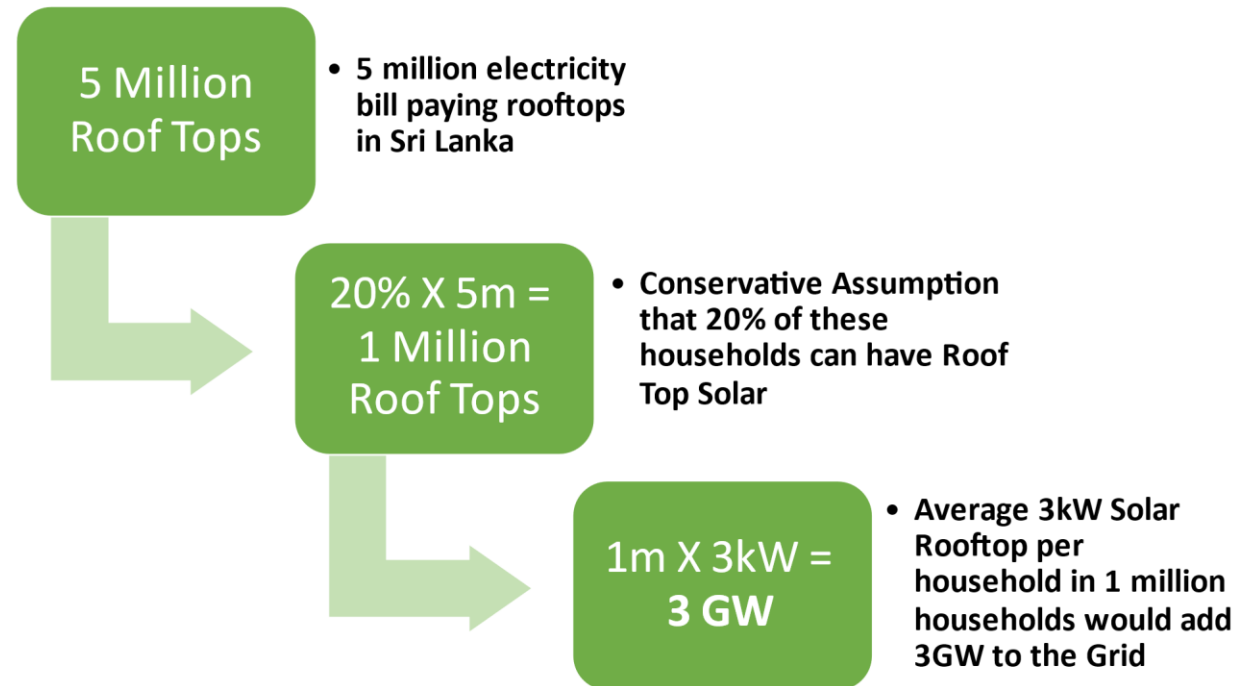 5 Million
Roof Tops
• 5 million electricity
bill paying rooftops
in Sri Lanka
20% X 5m =
1 Million
Roof Tops
• Conservative Assumption
that 20% of these
households can have Roof
Top Solar
1m X 3kW =
3 GW
• Average 3kW Solar
Rooftop per
household in 1 million
households would add
3GW to the Grid